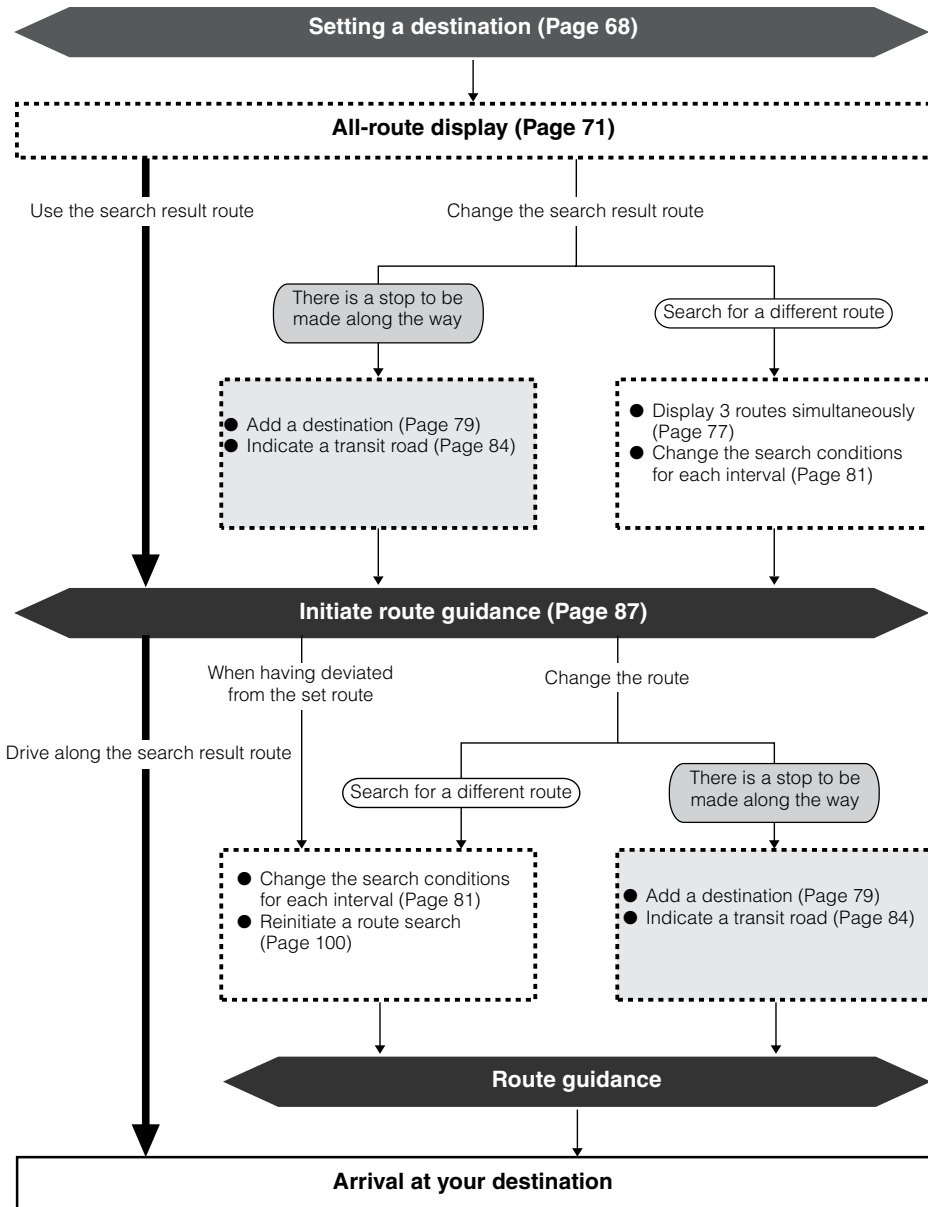 Setting a destination (Page 68)
All-route display (Page 71)
Use the search result route
Change the search result route
There is a stop to be
made along the way
Search for a different route
● Add a destination (Page 79)
● Indicate a transit road (Page 84)
● Display 3 routes simultaneously
(Page 77)
● Change the search conditions
for each interval (Page 81)
Initiate route guidance (Page 87)
When having deviated
from the set route
Change the route
Drive along the search result route
Search for a different route
There is a stop to be
made along the way
● Change the search conditions
for each interval (Page 81)
● Reinitiate a route search
(Page 100)
● Add a destination (Page 79)
● Indicate a transit road (Page 84)
Route guidance
Arrival at your destination